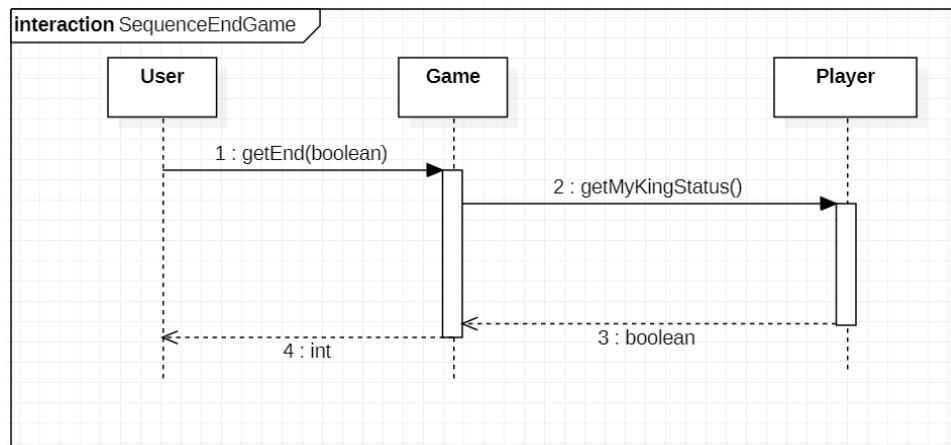 interaction SequenceEndGame
User
Game
Player
1 : getEnd(boolean)
2 : getMyKingStatus()
3 : boolean
4 : int